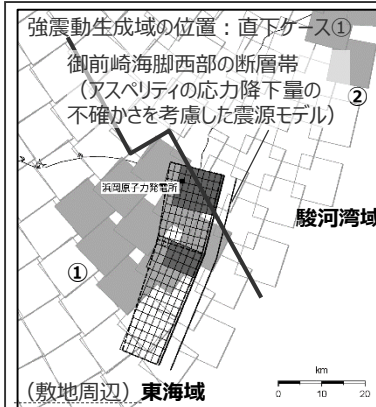 強震動生成域の位置：直下ケース①
御前崎海脚西部の断層帯
（アスペリティの応力降下量の
不確かさを考慮した震源モデル）
②
浜岡原子力発電所
駿河湾域
①
km
0 10 20
（敷地周辺）東海域